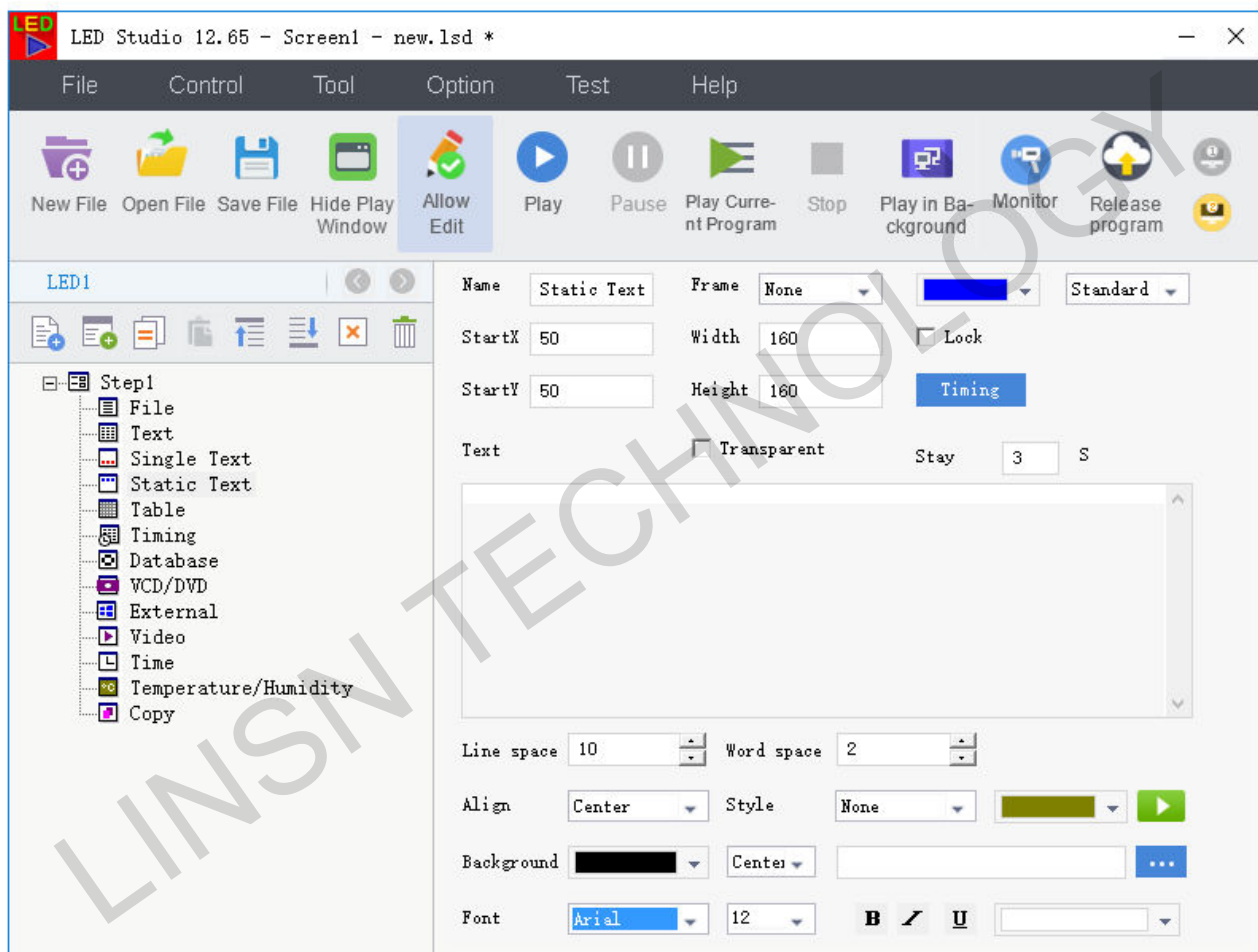 LED
LED Studio 12.65 - Screen1 - new.lsd *
File Control Tool Option Test Help
New File Open File Save File Hide Play Window Allow Edit Play Pause Play Curre-nt Program Stop Play in Ba-ckground Monitor Release program
1
2
LED1
Step1
File
Text
Single Text
Static Text
Table
Timing
Database
VCD/DVD
External
Video
Time
Temperature/Humidity
Copy
Name Static Text Frame None Standard
StartX 50 Width 160 Lock
StartY 50 Height 160 Timing
Text Transparent Stay 3 S
Line space 10 Word space 2
Align Center Style None
Background Center ...
Font Arial 12 B I U
LINSN TECHNOLOGY